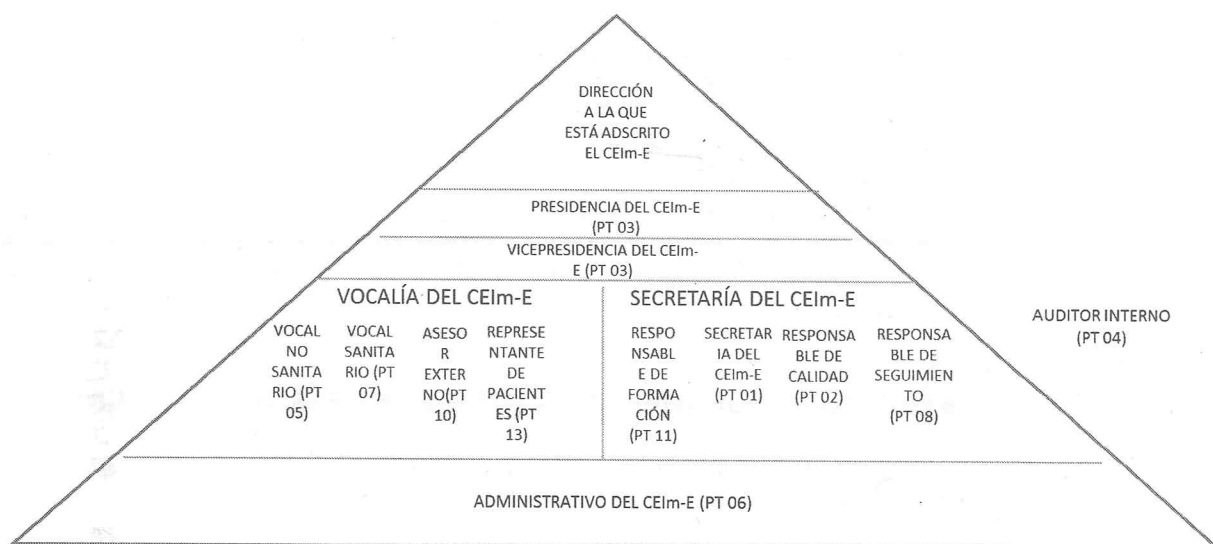 DIRECCIÓN
A LA QUE
ESTÁ ADSCRITO
EL CEIm-E
PRESIDENCIA DEL CEIm-E
(PT 03)
VICEPRESIDENCIA DEL CEIm-
E (PT 03)
VOCALÍA DEL CEIm-E
VOCAL
NO
SANITA
RIO (PT
05)
VOCAL
SANITA
RIO (PT
07)
ASESO
R
EXTER
NO(PT
10)
REPRESE
NTANTE
DE
PACIENT
ES (PT
13)
SECRETARÍA DEL CEIm-E
RESPO
NSABL
E DE
FORMA
CIÓN
(PT 11)
SECRETAR
IA DEL
CEIm-E
(PT 01)
RESPONSA
BLE DE
CALIDAD
(PT 02)
RESPONSA
BLE DE
SEGUIMIEN
TO
(PT 08)
AUDITOR INTERNO
(PT 04)
ADMINISTRATIVO DEL CEIm-E (PT 06)